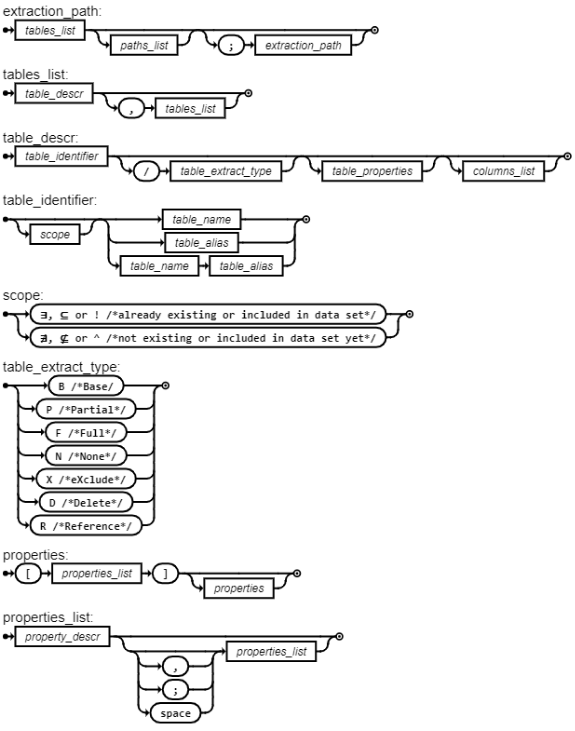 extraction_path:
tables_list
paths_list ; extraction_path
tables_list:
table_descr
, tables_list
table_descr:
table_identifier
/ table_extract_type table_properties columns_list
table_identifier:
table_name
scope table_alias
table_name table_alias
scope:
∃, ⊆ or ! /*already existing or included in data set*/
∄, ⊈ or ^ /*not existing or included in data set yet*/
table_extract_type:
B /*Base/
P /*Partial*/
F /*Full*/
N /*None*/
X /*eXclude*/
D /*Delete*/
R /*Reference*/
properties:
[ properties_list ]
properties
properties_list:
property_descr
properties_list
,
;
space